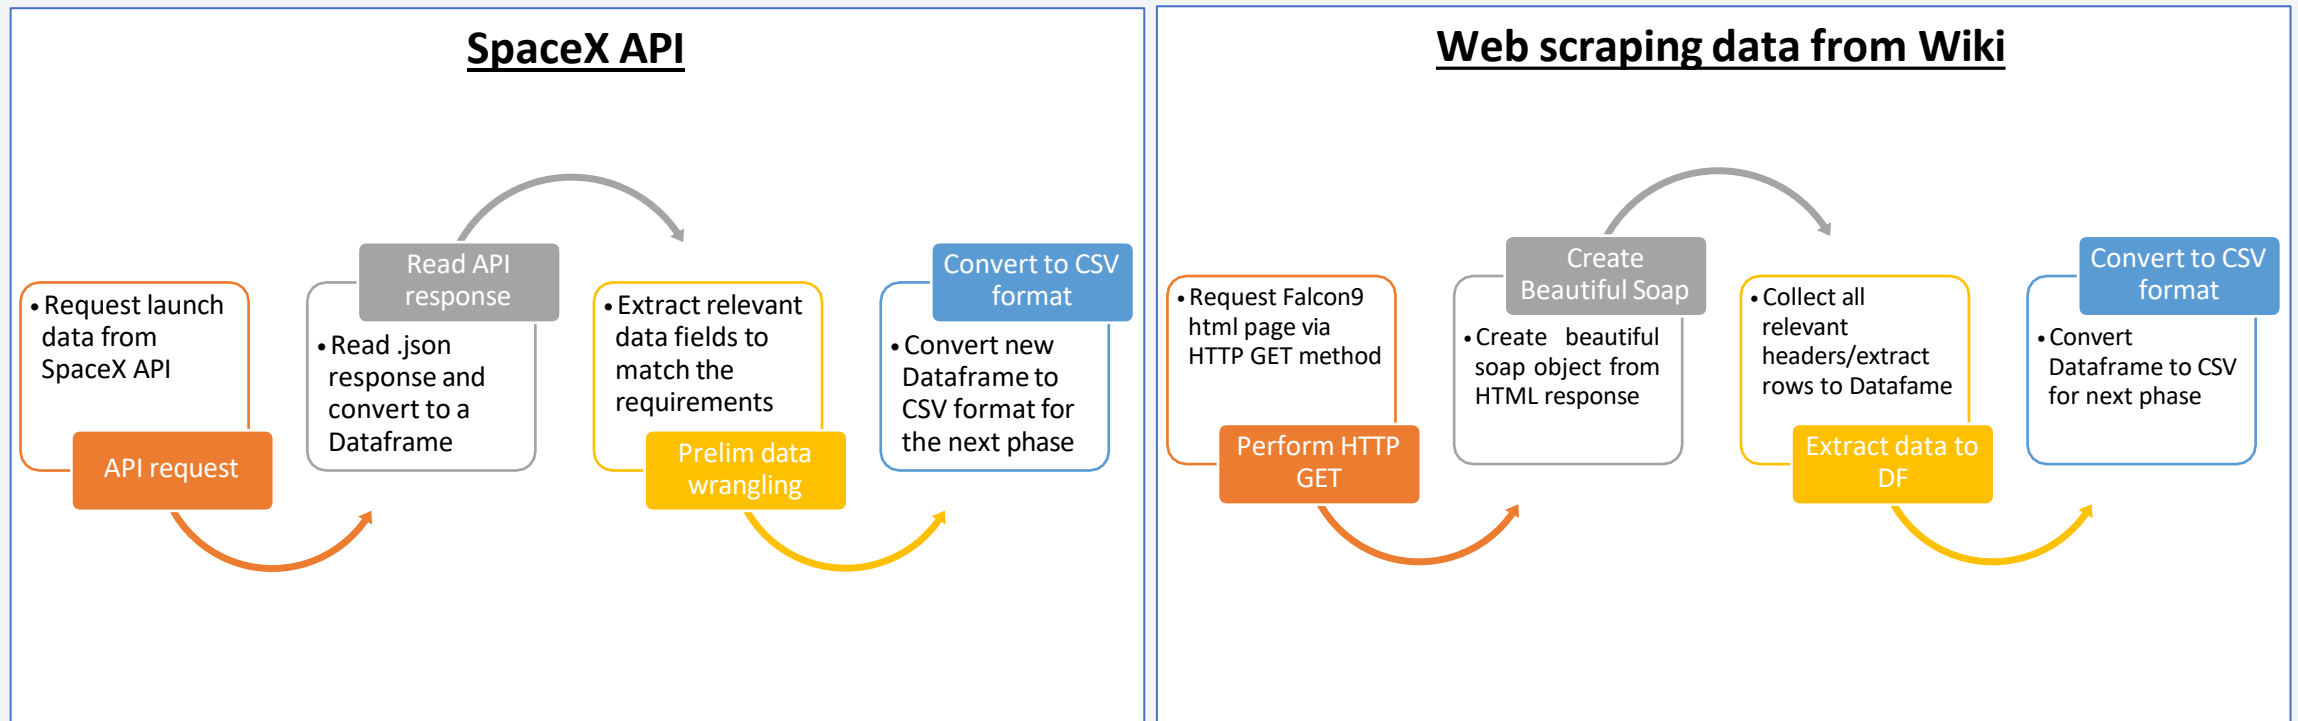 SpaceX API
• Request launch
data from
SpaceX API
API request
Read API
response
• Read .json
response and
convert to a
Dataframe
• Extract relevant
data fields to
match the
requirements
Prelim data
wrangling
Convert to CSV
format
• Convert new
Dataframe to
CSV format for
the next phase
Web scraping data from Wiki
• Request Falcon9
html page via
HTTP GET method
Perform HTTP
GET
Create
Beautiful Soap
• Create beautiful
soap object from
HTML response
• Collect all
relevant
headers/extract
rows to Datafame
Extract data to
DF
Convert to CSV
format
• Convert
Dataframe to CSV
for next phase